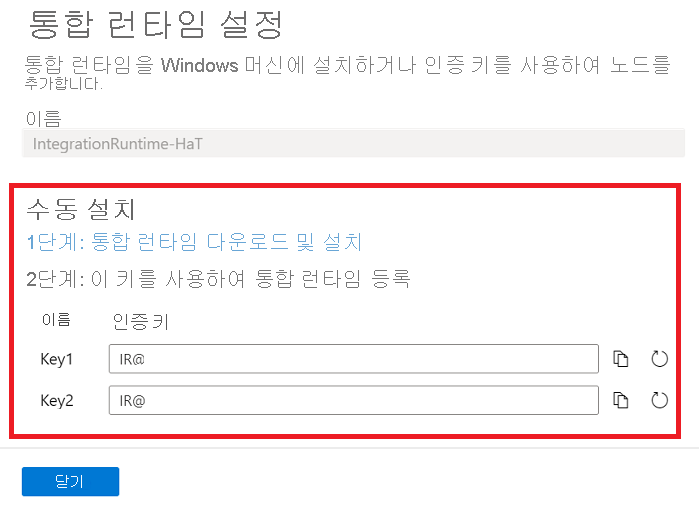 통합 런타임 설정
통합 런타임을 Windows 머신에 설치하거나 인증 키를 사용하여 노드를
추가합니다.
이름
IntegrationRuntime-HaT
수동 설치
1단계: 통합 런타임 다운로드 및 설치
2단계: 이 키를 사용하여 통합 런타임 등록
이름 인증 키
Key1 IR@
Key2 IR@
닫기